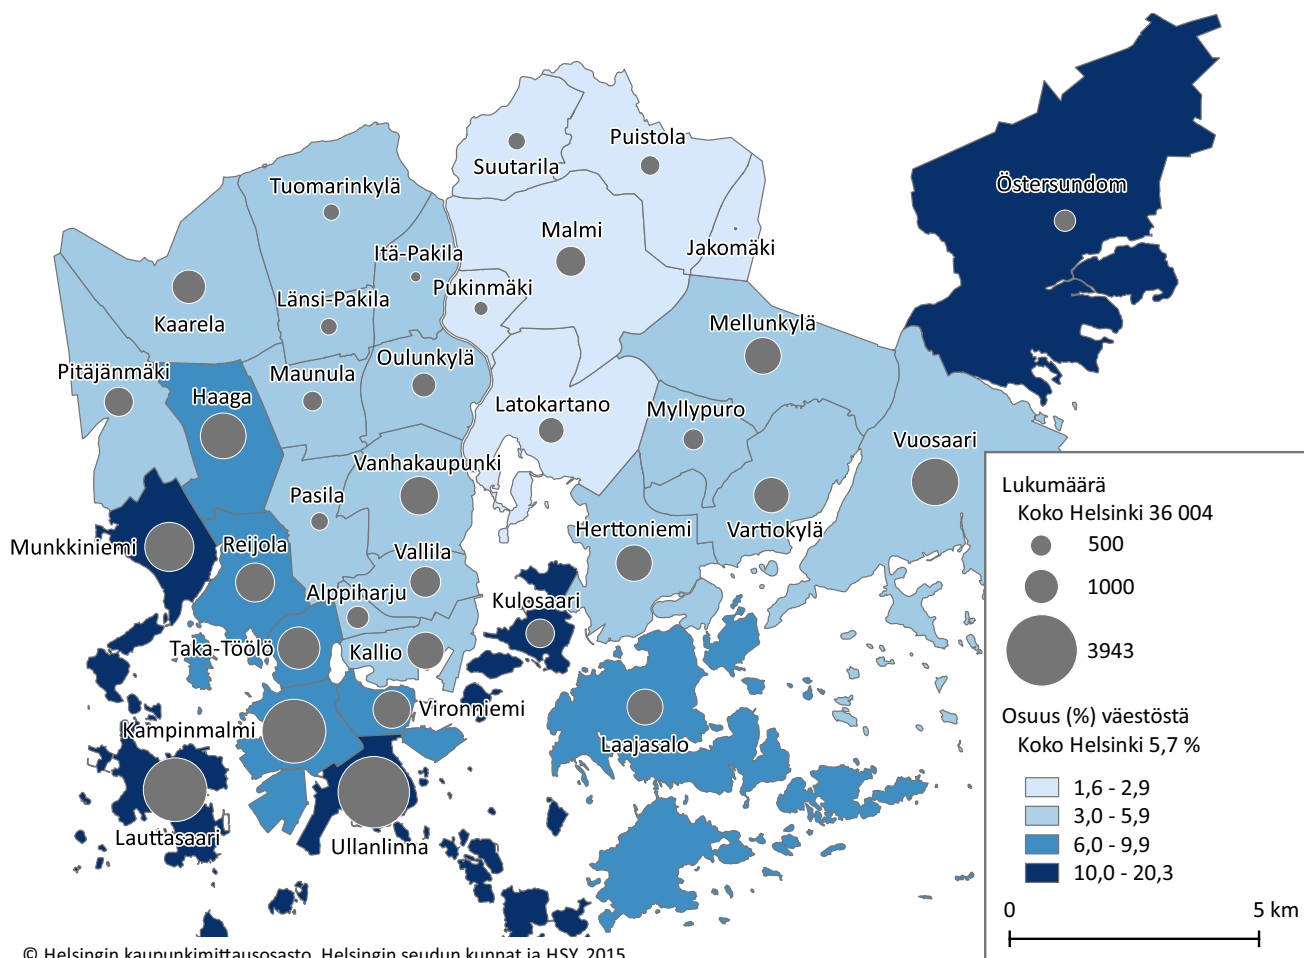 Puistola
Suutarila
Tuomarinkylä
Östersundom
Malmi
Jakomäki
Itä-Pakila
Pukinmäki
Länsi-Pakila
Kaarela
Mellunkylä
Oulunkylä
Pitäjänmäki
Maunula
Haaga
Latokartano
Myllypuro
Vuosaari
Vanhakaupunki
Pasila
Herttoniemi
Vartiokylä
Munkkiniemi
Reijola
Vallila
Alppiharju
Kulosaari
Taka-Töölö
Kallio
Vironniemi
Kampinmalmi
Laajasalo
Lauttasaari
Ullanlinna
Lukumäärä
Koko Helsinki 36 004
500
1000
3943
Osuus (%) väestöstä
Koko Helsinki 5,7 %
1,6 - 2,9
3,0 - 5,9
6,0 - 9,9
10,0 - 20,3
0 5 km
© Helsingin kaupunkimittausosasto, Helsingin seudun kunnat ja HSY, 2015